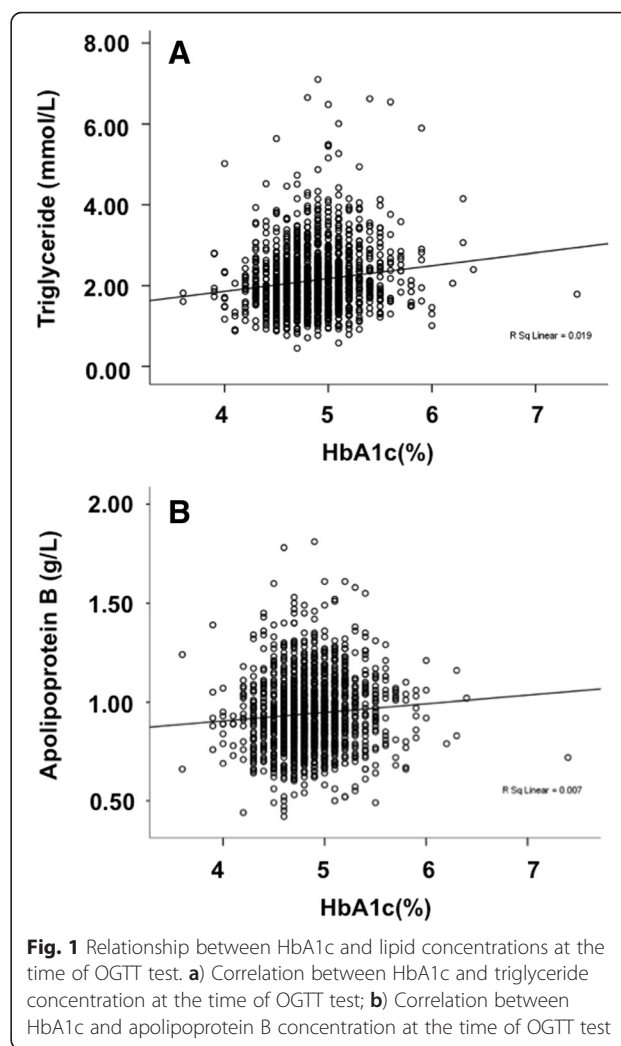 A
Triglyceride (mmol/L)
8.00
6.00
4.00
2.00
0.00
R Sq Linear = 0.019
4 5 6 7
HbA1c(%)
B
Apolipoprotein B (g/L)
2.00
1.50
1.00
0.50
R Sq Linear = 0.007
4 5 6 7
HbA1c(%)
Fig. 1 Relationship between HbA1c and lipid concentrations at the
time of OGTT test. a) Correlation between HbA1c and triglyceride
concentration at the time of OGTT test; b) Correlation between
HbA1c and apolipoprotein B concentration at the time of OGTT test